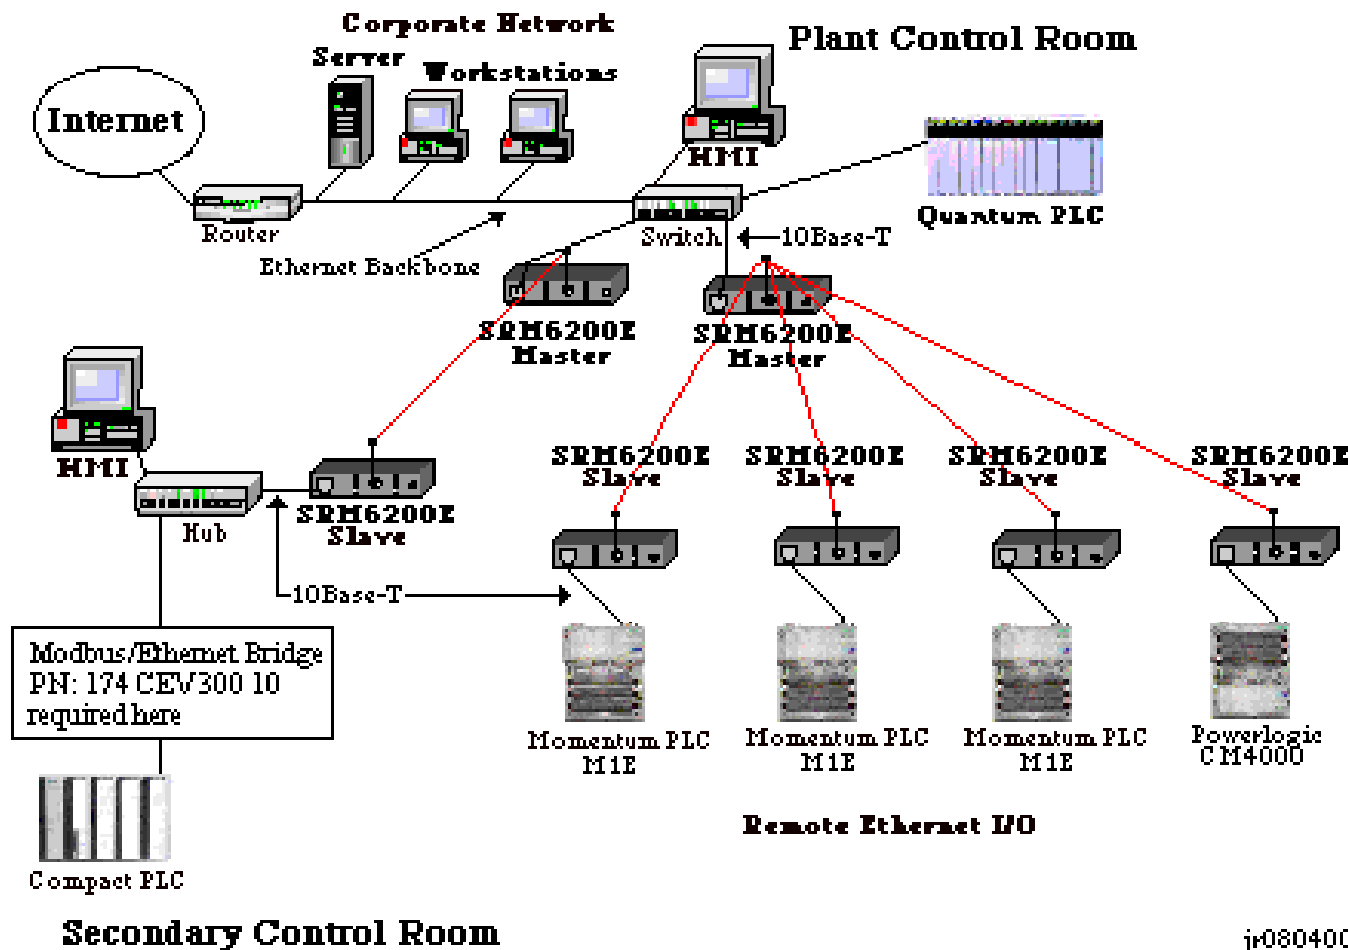 Corporate Network
Plant Control Room
Server
Workstations
Internet
HMI
Quantum PLC
Router
Switch
10Base-T
Ethernet Backbone
SRM6200E
Master
SRM6200E
Master
HMI
Hub
SRM6200E
Slave
SRM6200E
Slave
SRM6200E
Slave
SRM6200E
Slave
SRM6200E
Slave
10Base-T
Modbus/Ethernet Bridge
PN: 174 CEV300 10
required here
Momentum PLC
M1E
Momentum PLC
M1E
Momentum PLC
M1E
Powerlogic
CM4000
Remote Ethernet I/O
Compact PLC
Secondary Control Room
jr080400